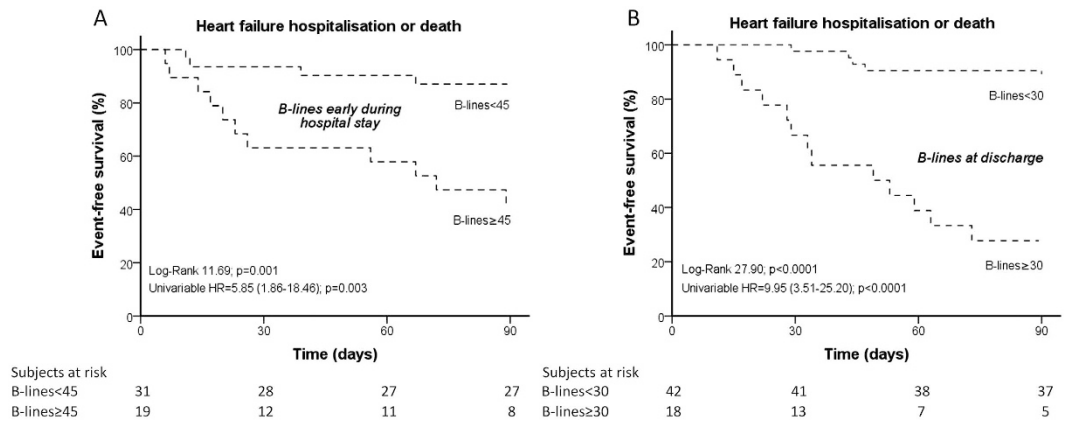 A
Heart failure hospitalisation or death
Event-free survival (%)
100
80
60
40
20
0
B-lines<45
B-lines early during
hospital stay
B-lines≥45
Log-Rank 11.69; p=0.001
Univariable HR=5.85 (1.86-18.46); p=0.003
0 30 60 90
Time (days)
Subjects at risk
B-lines<45 31 28 27 27
B-lines≥45 19 12 11 8
B
Heart failure hospitalisation or death
Event-free survival (%)
100
80
60
40
20
0
B-lines<30
B-lines at discharge
B-lines≥30
Log-Rank 27.90; p<0.0001
Univariable HR=9.95 (3.51-25.20); p<0.0001
0 30 60 90
Time (days)
Subjects at risk
B-lines<30 42 41 38 37
B-lines≥30 18 13 7 5